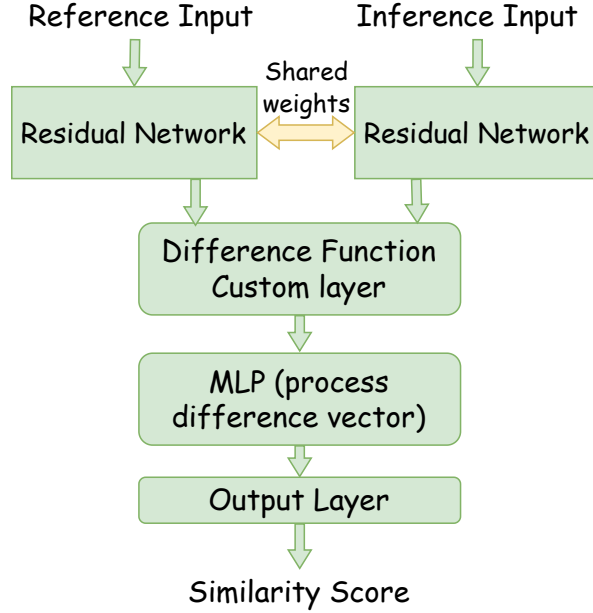 Reference Input
Inference Input
Shared
weights
Residual Network
Residual Network
Difference Function
Custom layer
MLP (process
difference vector)
Output Layer
Similarity Score